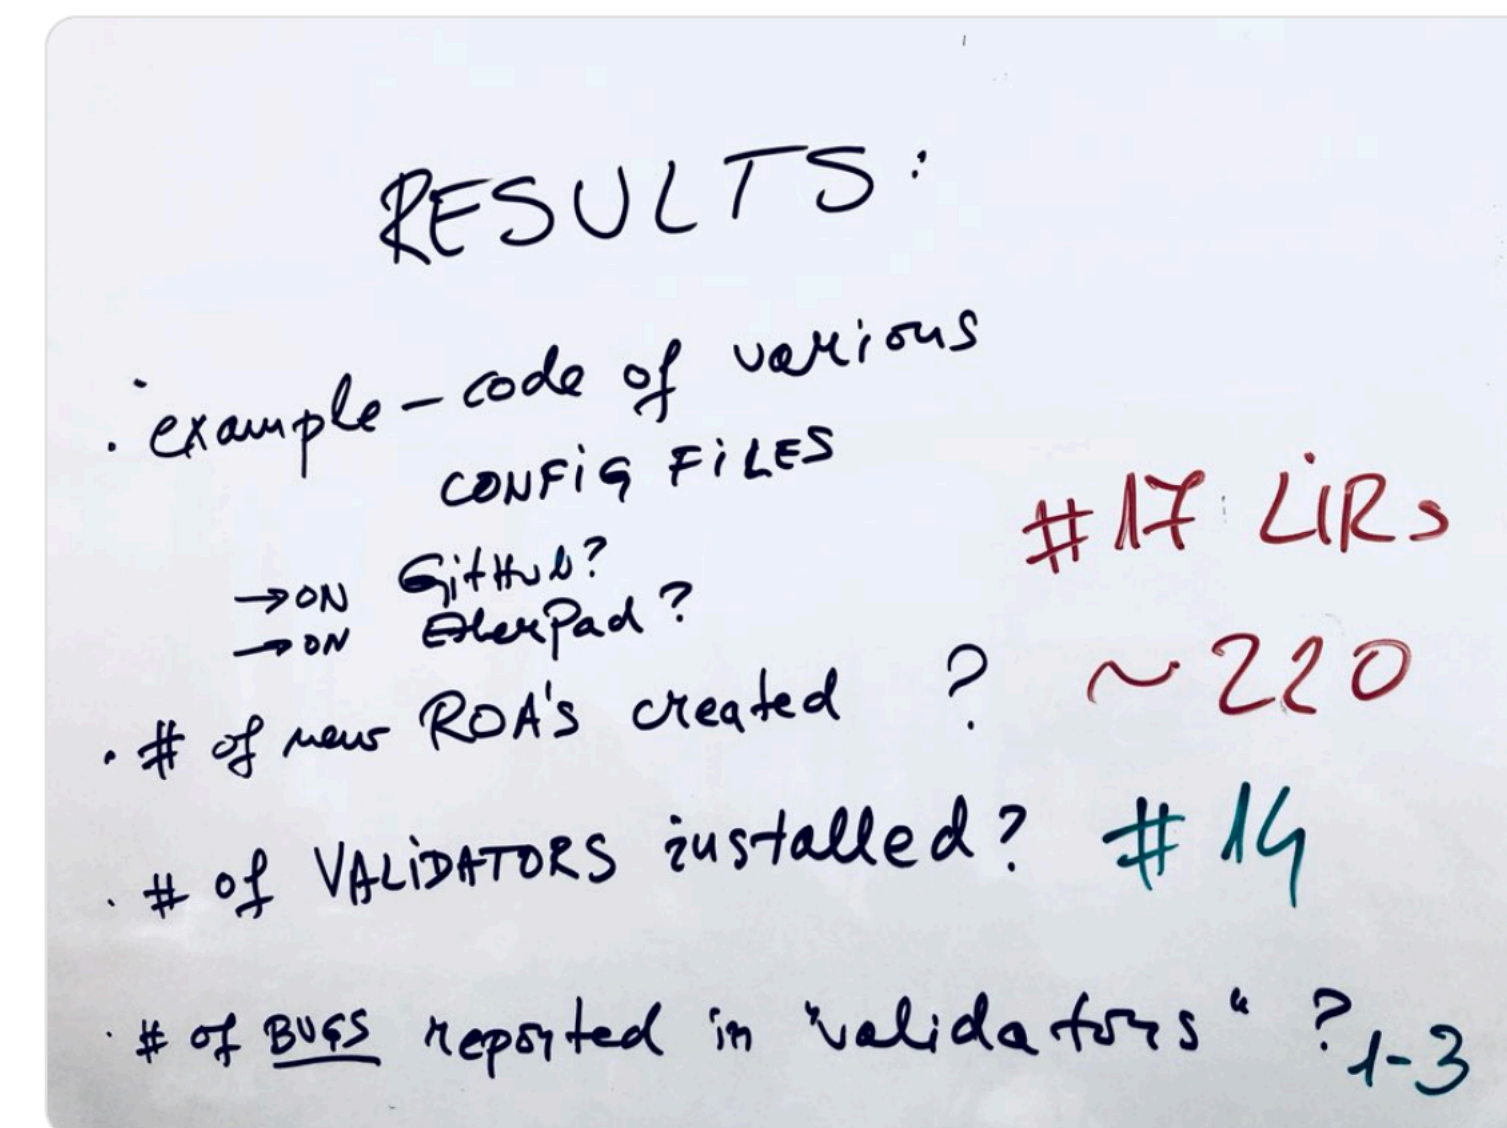 RESULTS:
• example - code of various
CONFIG FILES
#17 LIRs
→ ON GitHub?
→ ON EtherPad?
• # of new ROA's created ? ~220
• # of VALIDATORS installed? # 14
• # of BUGS reported in "validators" ? 1-3